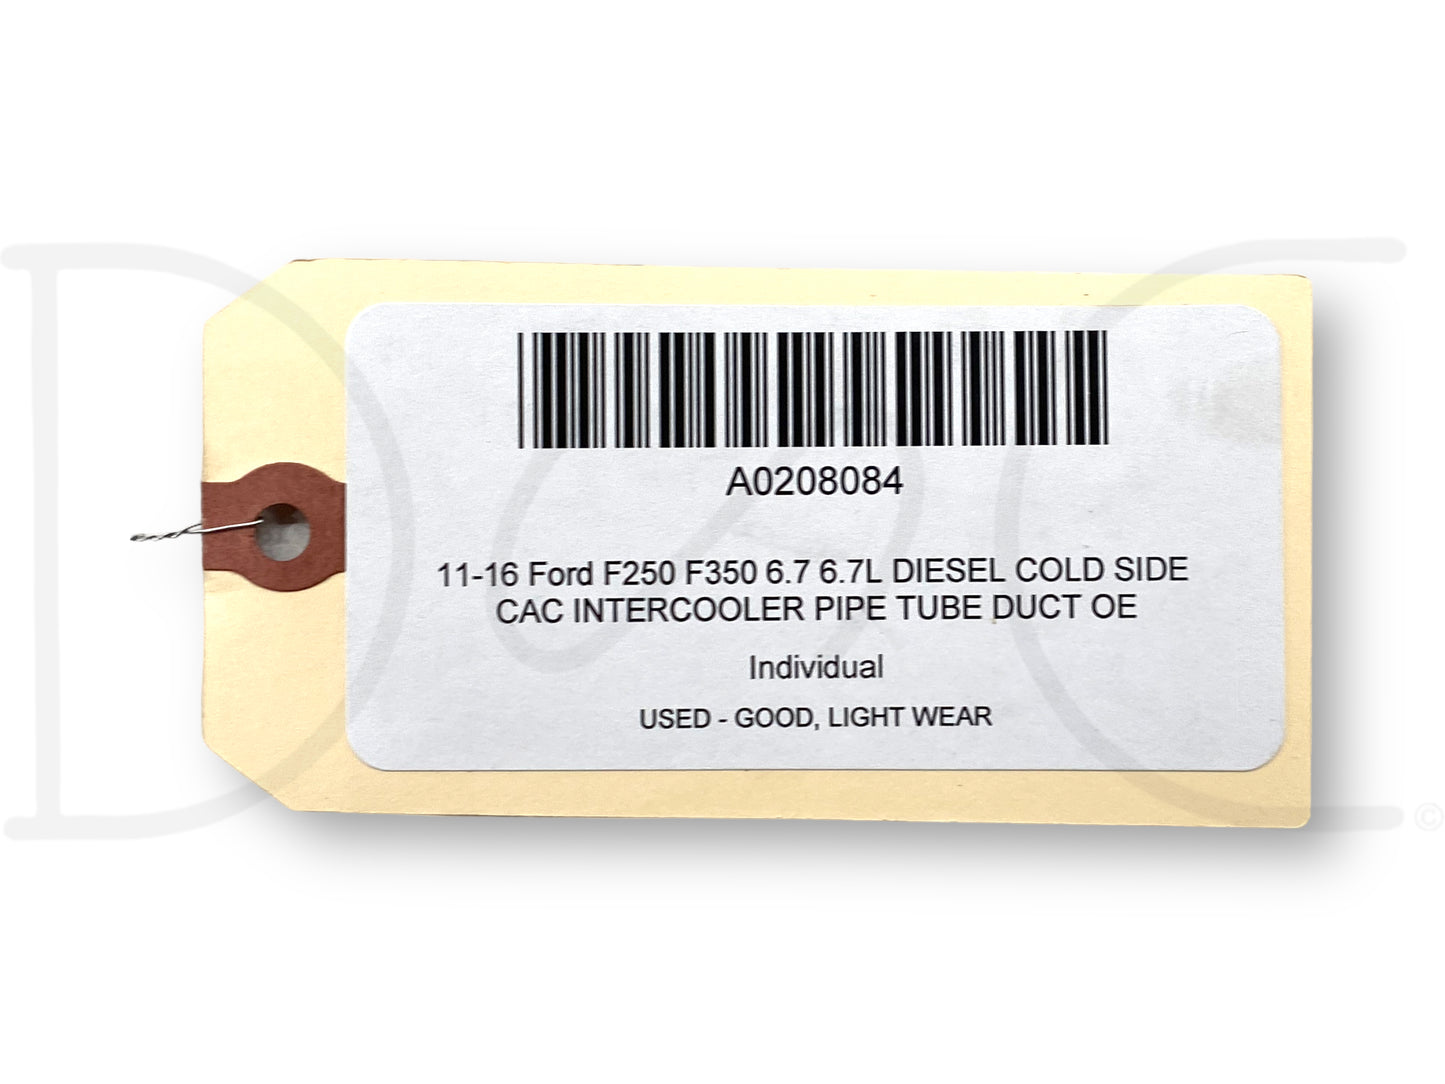 A0208084
11-16 Ford F250 F350 6.7 6.7L DIESEL COLD SIDE
CAC INTERCOOLER PIPE TUBE DUCT OE
Individual
USED - GOOD, LIGHT WEAR
D C ©